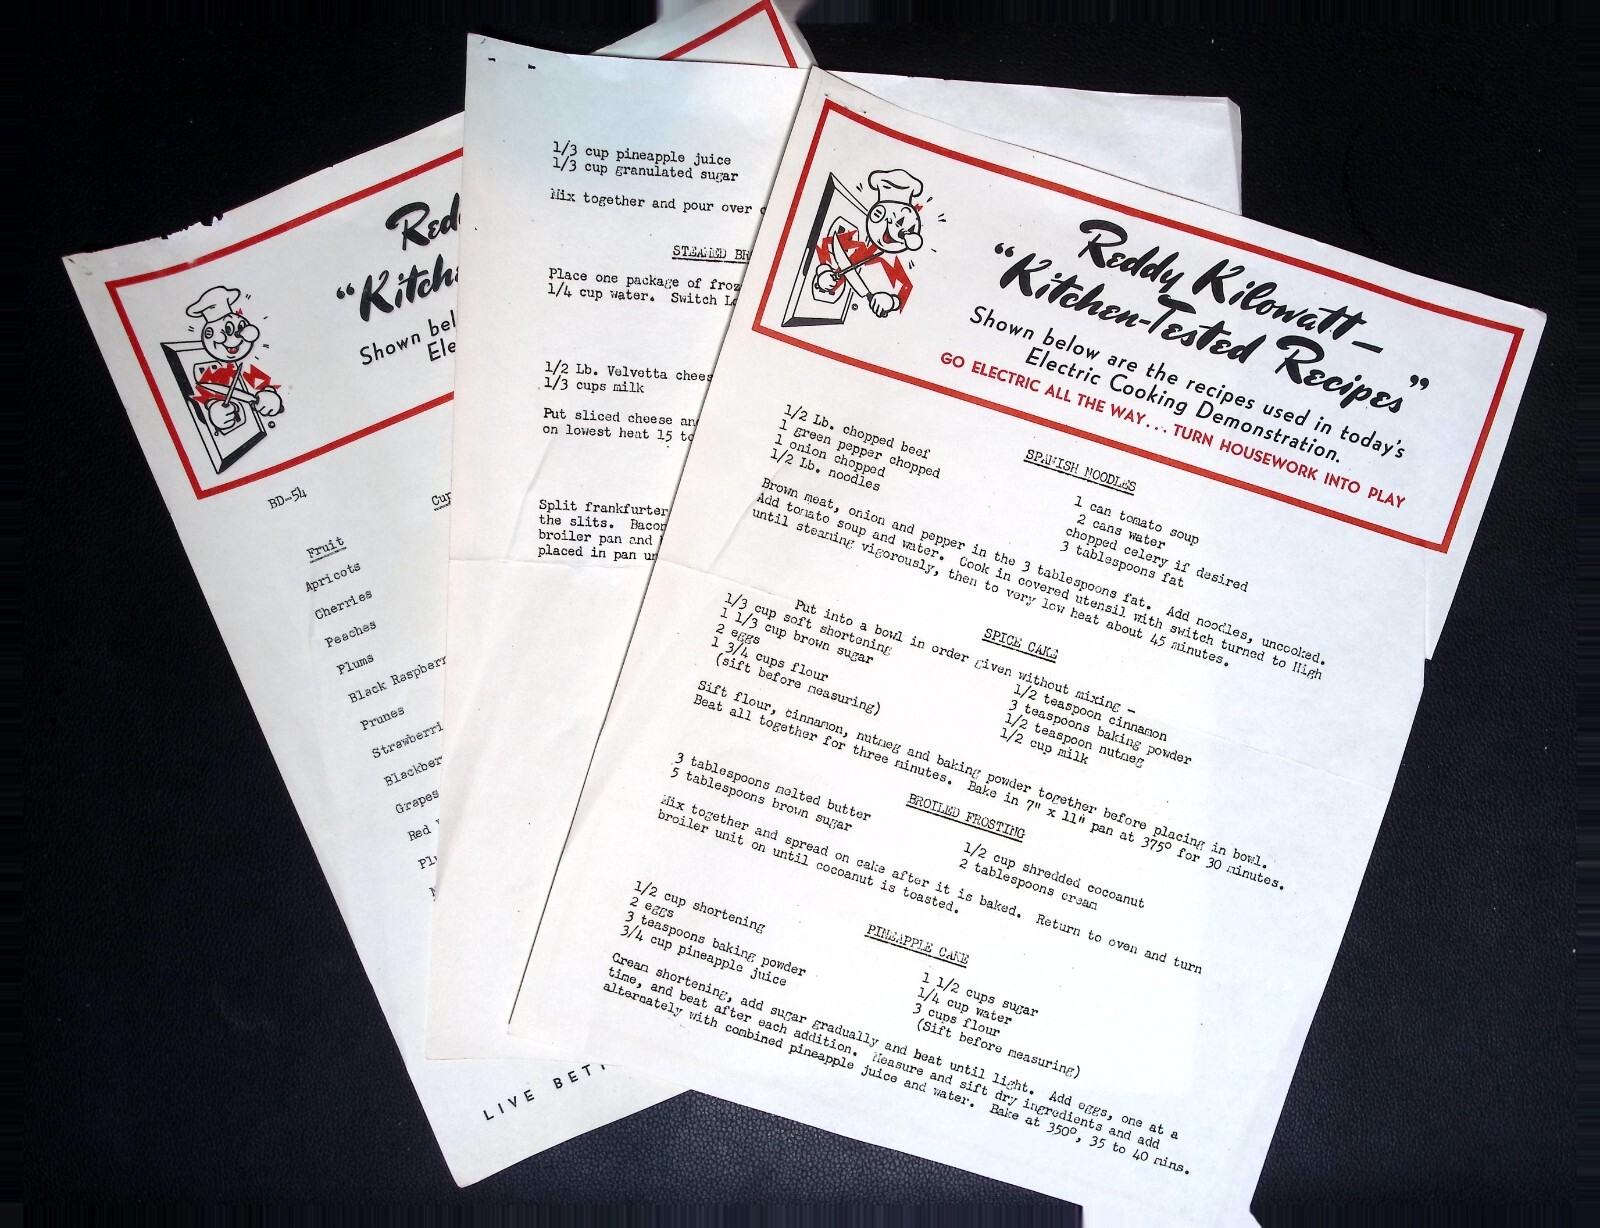 Redd
"Kitche
Shown bel
Ele
BD-54
Cup
Fruit
Apricots
Cherries
Peaches
Plums
Black Raspberr
Prunes
Strawberri
Blackber
Grapes
Red
Plu
LIVE BETT
1/3 cup pineapple juice
1/3 cup granulated sugar
Mix together and pour over
STEAMED BR
Place one package of froz
1/4 cup water. Switch Lo
1/2 Lb. Velvetta chees
1/3 cups milk
Put sliced cheese an
on lowest heat 15 to
Split frankfurter
the slits. Bacon
broiler pan and
placed in pan un
Reddy Kilowatt—
"Kitchen-Tested Recipes"
Shown below are the recipes used in today's
Electric Cooking Demonstration.
GO ELECTRIC ALL THE WAY... TURN HOUSEWORK INTO PLAY
SPANISH NOODLES
1/2 Lb. chopped beef
1 green pepper chopped
1 onion chopped
1/2 Lb. noodles
1 can tomato soup
2 cans water
chopped celery if desired
3 tablespoons fat
Brown meat, onion and pepper in the 3 tablespoons fat. Add noodles, uncooked.
Add tomato soup and water. Cook in covered utensil with switch turned to High
until steaming vigorously, then to very low heat about 45 minutes.
SPICE CAKE
Put into a bowl in order given without mixing -
1/3 cup soft shortening
1 1/3 cup brown sugar
2 eggs
1 3/4 cups flour
(sift before measuring)
1/2 teaspoon cinnamon
3 teaspoons baking powder
1/2 teaspoon nutmeg
1/2 cup milk
Sift flour, cinnamon, nutmeg and baking powder together before placing in bowl.
Beat all together for three minutes. Bake in 7" x 11" pan at 375° for 30 minutes.
BROILED FROSTING
3 tablespoons melted butter
5 tablespoons brown sugar
1/2 cup shredded cocoanut
2 tablespoons cream
Mix together and spread on cake after it is baked. Return to oven and turn
broiler unit on until cocoanut is toasted.
PINEAPPLE CAKE
1/2 cup shortening
2 eggs
3 teaspoons baking powder
3/4 cup pineapple juice
1 1/2 cups sugar
1/4 cup water
3 cups flour
(Sift before measuring)
Cream shortening, add sugar gradually and beat until light. Add eggs, one at a
time, and beat after each addition. Measure and sift dry ingredients and add
alternately with combined pineapple juice and water. Bake at 350°, 35 to 40 mins.